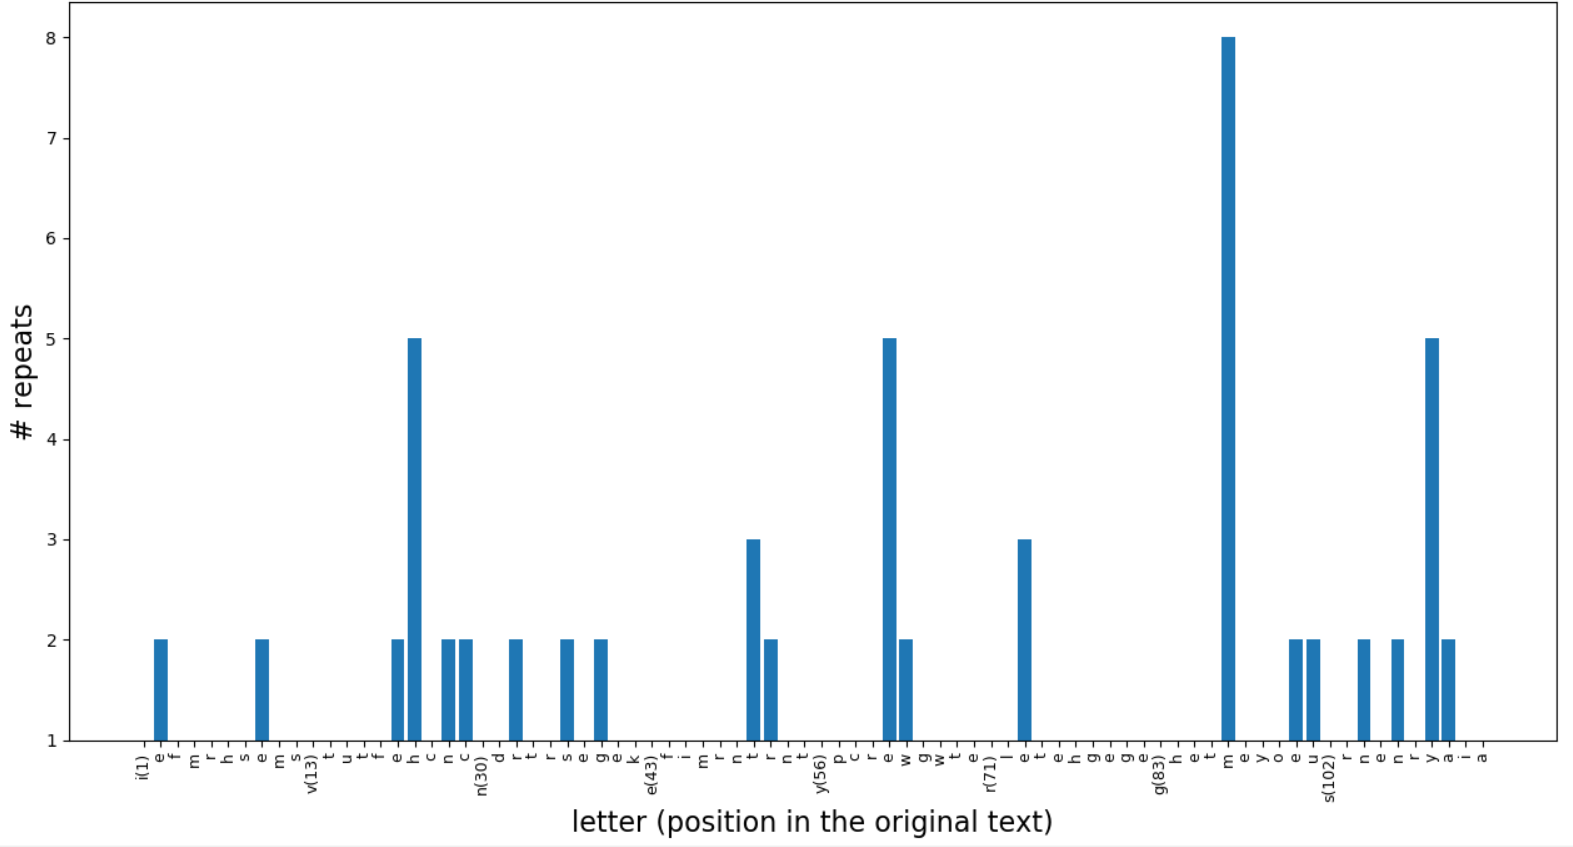 8
7
6
5
4
3
2
1
# repeats
i(1) e f m r h s e m s v(13) t u t f e h c n c n(30) d r t r s e g e k e(43) f i m r n t r n t y(56) p c r e w g w t e r(71) l e t e h g e g e g(83) h e t m e y o e u s(102) r n e n r y a i a
letter (position in the original text)